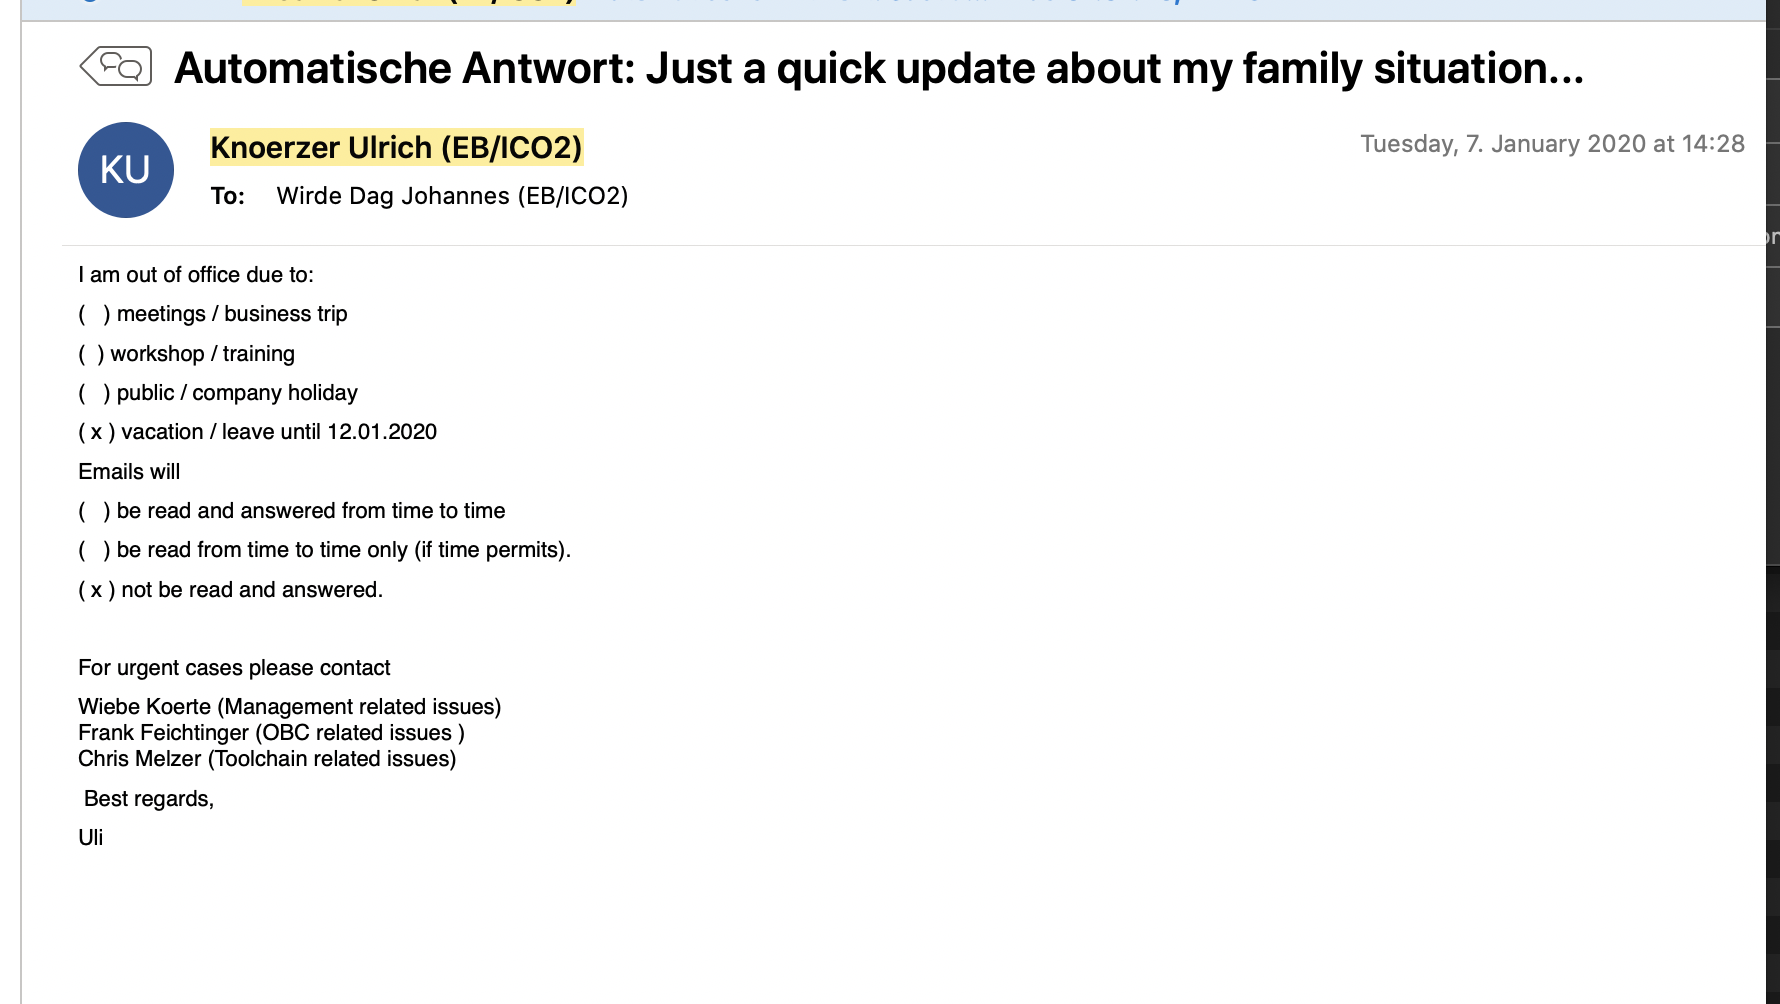 Automatische Antwort: Just a quick update about my family situation...
KU
Knoerzer Ulrich (EB/ICO2)
Tuesday, 7. January 2020 at 14:28
To: Wirde Dag Johannes (EB/ICO2)
I am out of office due to:
(  ) meetings / business trip
( ) workshop / training
(  ) public / company holiday
( x ) vacation / leave until 12.01.2020
Emails will
(  ) be read and answered from time to time
(  ) be read from time to time only (if time permits).
( x ) not be read and answered.
For urgent cases please contact
Wiebe Koerte (Management related issues)
Frank Feichtinger (OBC related issues )
Chris Melzer (Toolchain related issues)
Best regards,
Uli